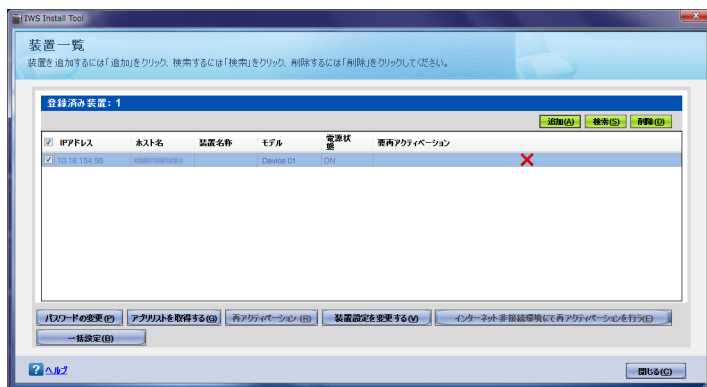 IWS Install Tool
装置一覧
装置を追加するには「追加」をクリック、検索するには「検索」をクリック、削除するには「削除」をクリックしてください。
登録済み装置: 1
追加(A) 検索(S) 削除(D)
IPアドレス ホスト名 装置名称 モデル 電源状態 要再アクティベーション
10.16.154.56 Device 01 ON
パスワードの変更(P) アプリリストを取得する(G) 再アクティベーション(R) 装置設定を変更する(V) インターネット非接続環境にて再アクティベーションを行う(E)
一括設定(B)
ヘルプ 閉じる(C)